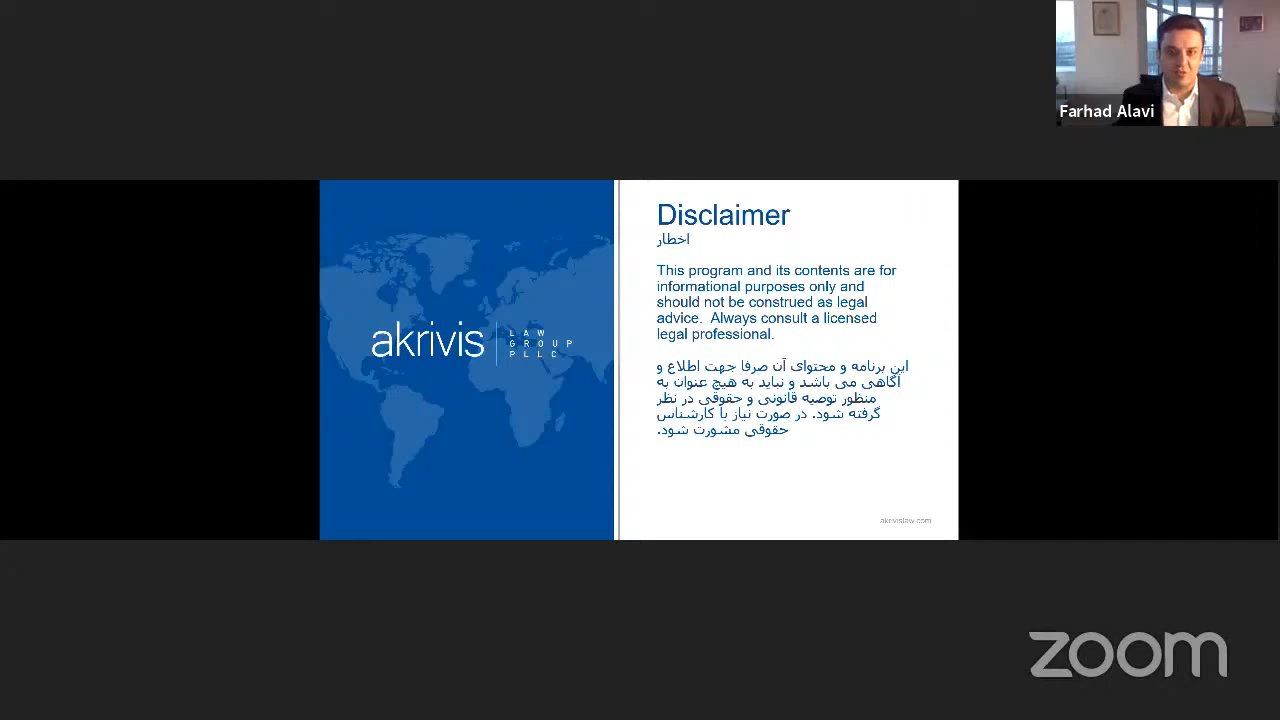 Farhad Alavi
akrivis
LAW
GROUP
PLLC
Disclaimer
اخطار
This program and its contents are for
informational purposes only and
should not be construed as legal
advice. Always consult a licensed
legal professional.
این برنامه و محتوای آن صرفا جهت اطلاع و
آگاهی می باشد و نباید به هیچ عنوان به
منظور توصیه قانونی و حقوقی در نظر
گرفته شود. در صورت نیاز با کارشناس
حقوقی مشورت شود.
akrivislaw.com
zoom